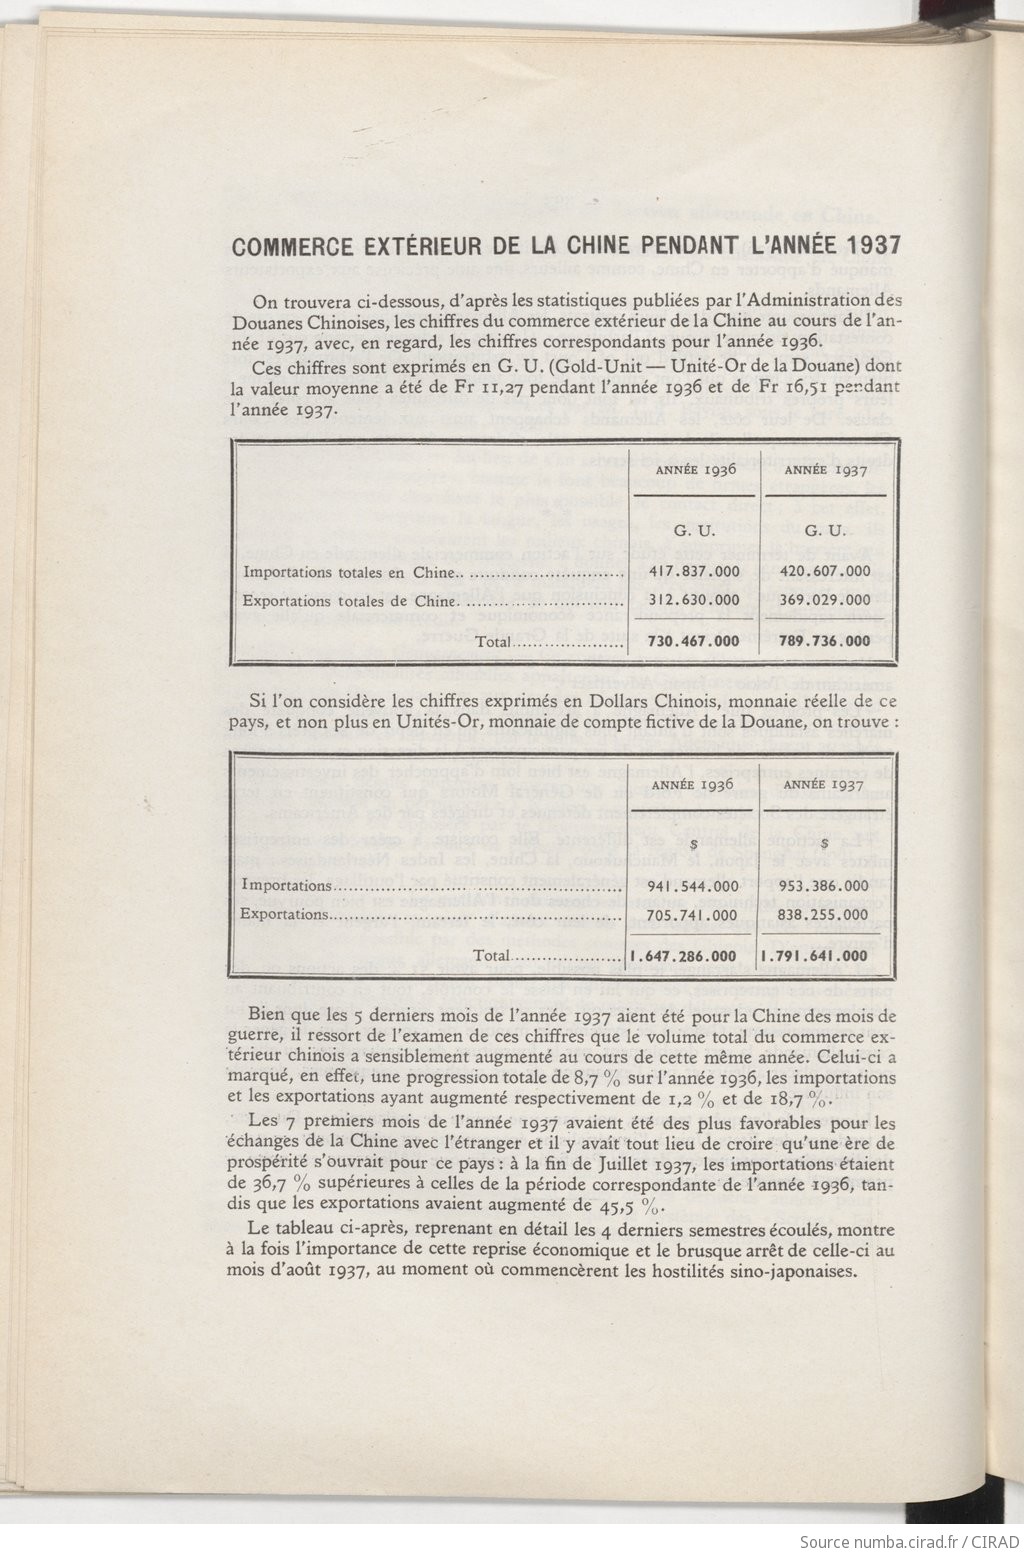 COMMERCE EXTÉRIEUR DE LA CHINE PENDANT L'ANNÉE 1937
On trouvera ci-dessous, d'après les statistiques publiées par l'Administration des
Douanes Chinoises, les chiffres du commerce extérieur de la Chine au cours de l'an-
née 1937, avec, en regard, les chiffres correspondants pour l'année 1936.
Ces chiffres sont exprimés en G. U. (Gold-Unit — Unité-Or de la Douane) dont
la valeur moyenne a été de Fr 11,27 pendant l'année 1936 et de Fr 16,51 pendant
l'année 1937.
ANNÉE 1936 ANNÉE 1937
G. U. G. U.
Importations totales en Chine.. ............................ 417.837.000 420.607.000
Exportations totales de Chine. ............................. 312.630.000 369.029.000
Total..................... 730.467.000 789.736.000
Si l'on considère les chiffres exprimés en Dollars Chinois, monnaie réelle de ce
pays, et non plus en Unités-Or, monnaie de compte fictive de la Douane, on trouve :
ANNÉE 1936 ANNÉE 1937
$ $
Importations...................................................... 941.544.000 953.386.000
Exportations...................................................... 705.741.000 838.255.000
Total..................... 1.647.286.000 1.791.641.000
Bien que les 5 derniers mois de l'année 1937 aient été pour la Chine des mois de
guerre, il ressort de l'examen de ces chiffres que le volume total du commerce ex-
térieur chinois a sensiblement augmenté au cours de cette même année. Celui-ci a
marqué, en effet, une progression totale de 8,7 % sur l'année 1936, les importations
et les exportations ayant augmenté respectivement de 1,2 % et de 18,7 %.
Les 7 premiers mois de l'année 1937 avaient été des plus favorables pour les
échanges de la Chine avec l'étranger et il y avait tout lieu de croire qu'une ère de
prospérité s'ouvrait pour ce pays : à la fin de Juillet 1937, les importations étaient
de 36,7 % supérieures à celles de la période correspondante de l'année 1936, tan-
dis que les exportations avaient augmenté de 45,5 %.
Le tableau ci-après, reprenant en détail les 4 derniers semestres écoulés, montre
à la fois l'importance de cette reprise économique et le brusque arrêt de celle-ci au
mois d'août 1937, au moment où commencèrent les hostilités sino-japonaises.
Source numba.cirad.fr / CIRAD